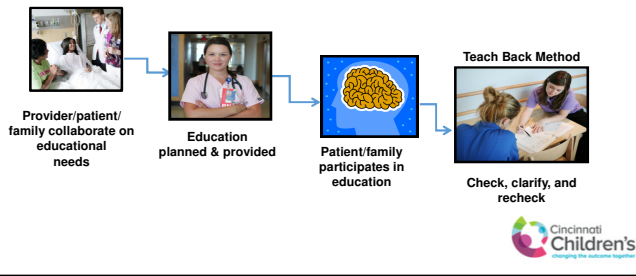 Teach Back Method
Provider/patient/
family collaborate on
educational
needs
Education
planned & provided
Patient/family
participates in
education
Check, clarify, and
recheck
Cincinnati
Children's
changing the outcome together